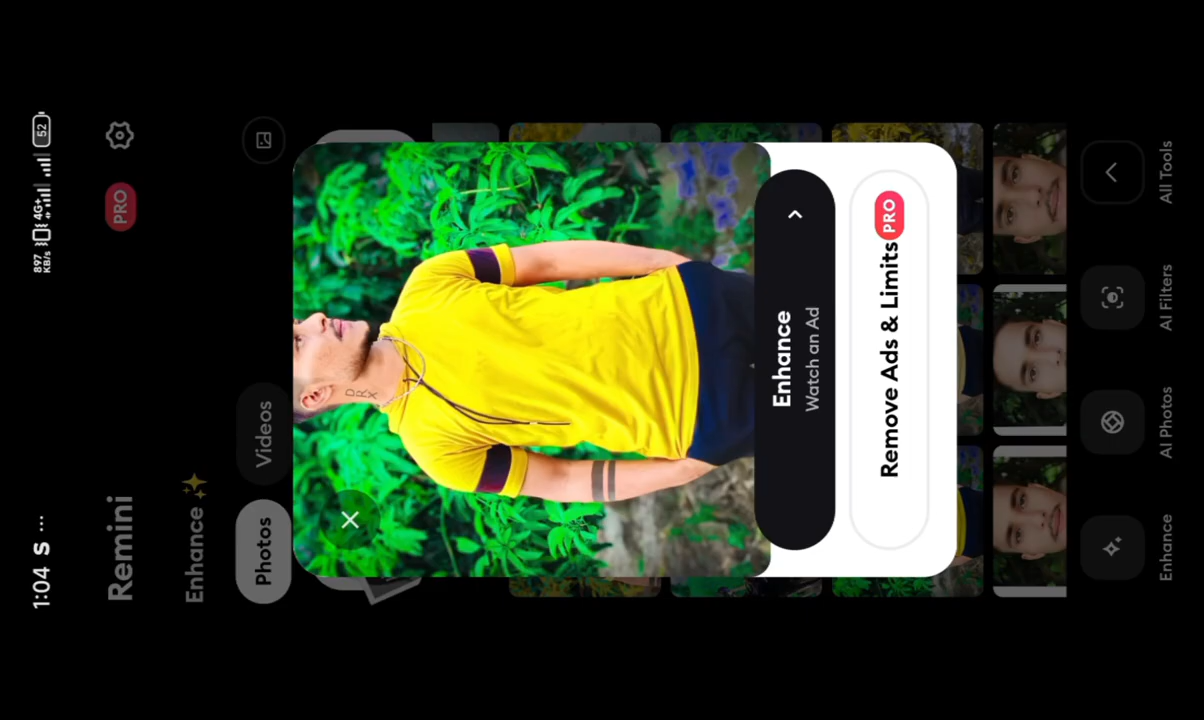 1:04 S ...
897 KB/s 4G+ 52
Remini
PRO
Enhance ✨
Photos
Videos
DRX
Enhance
Watch an Ad
Remove Ads & Limits PRO
Enhance
AI Photos
AI Filters
All Tools